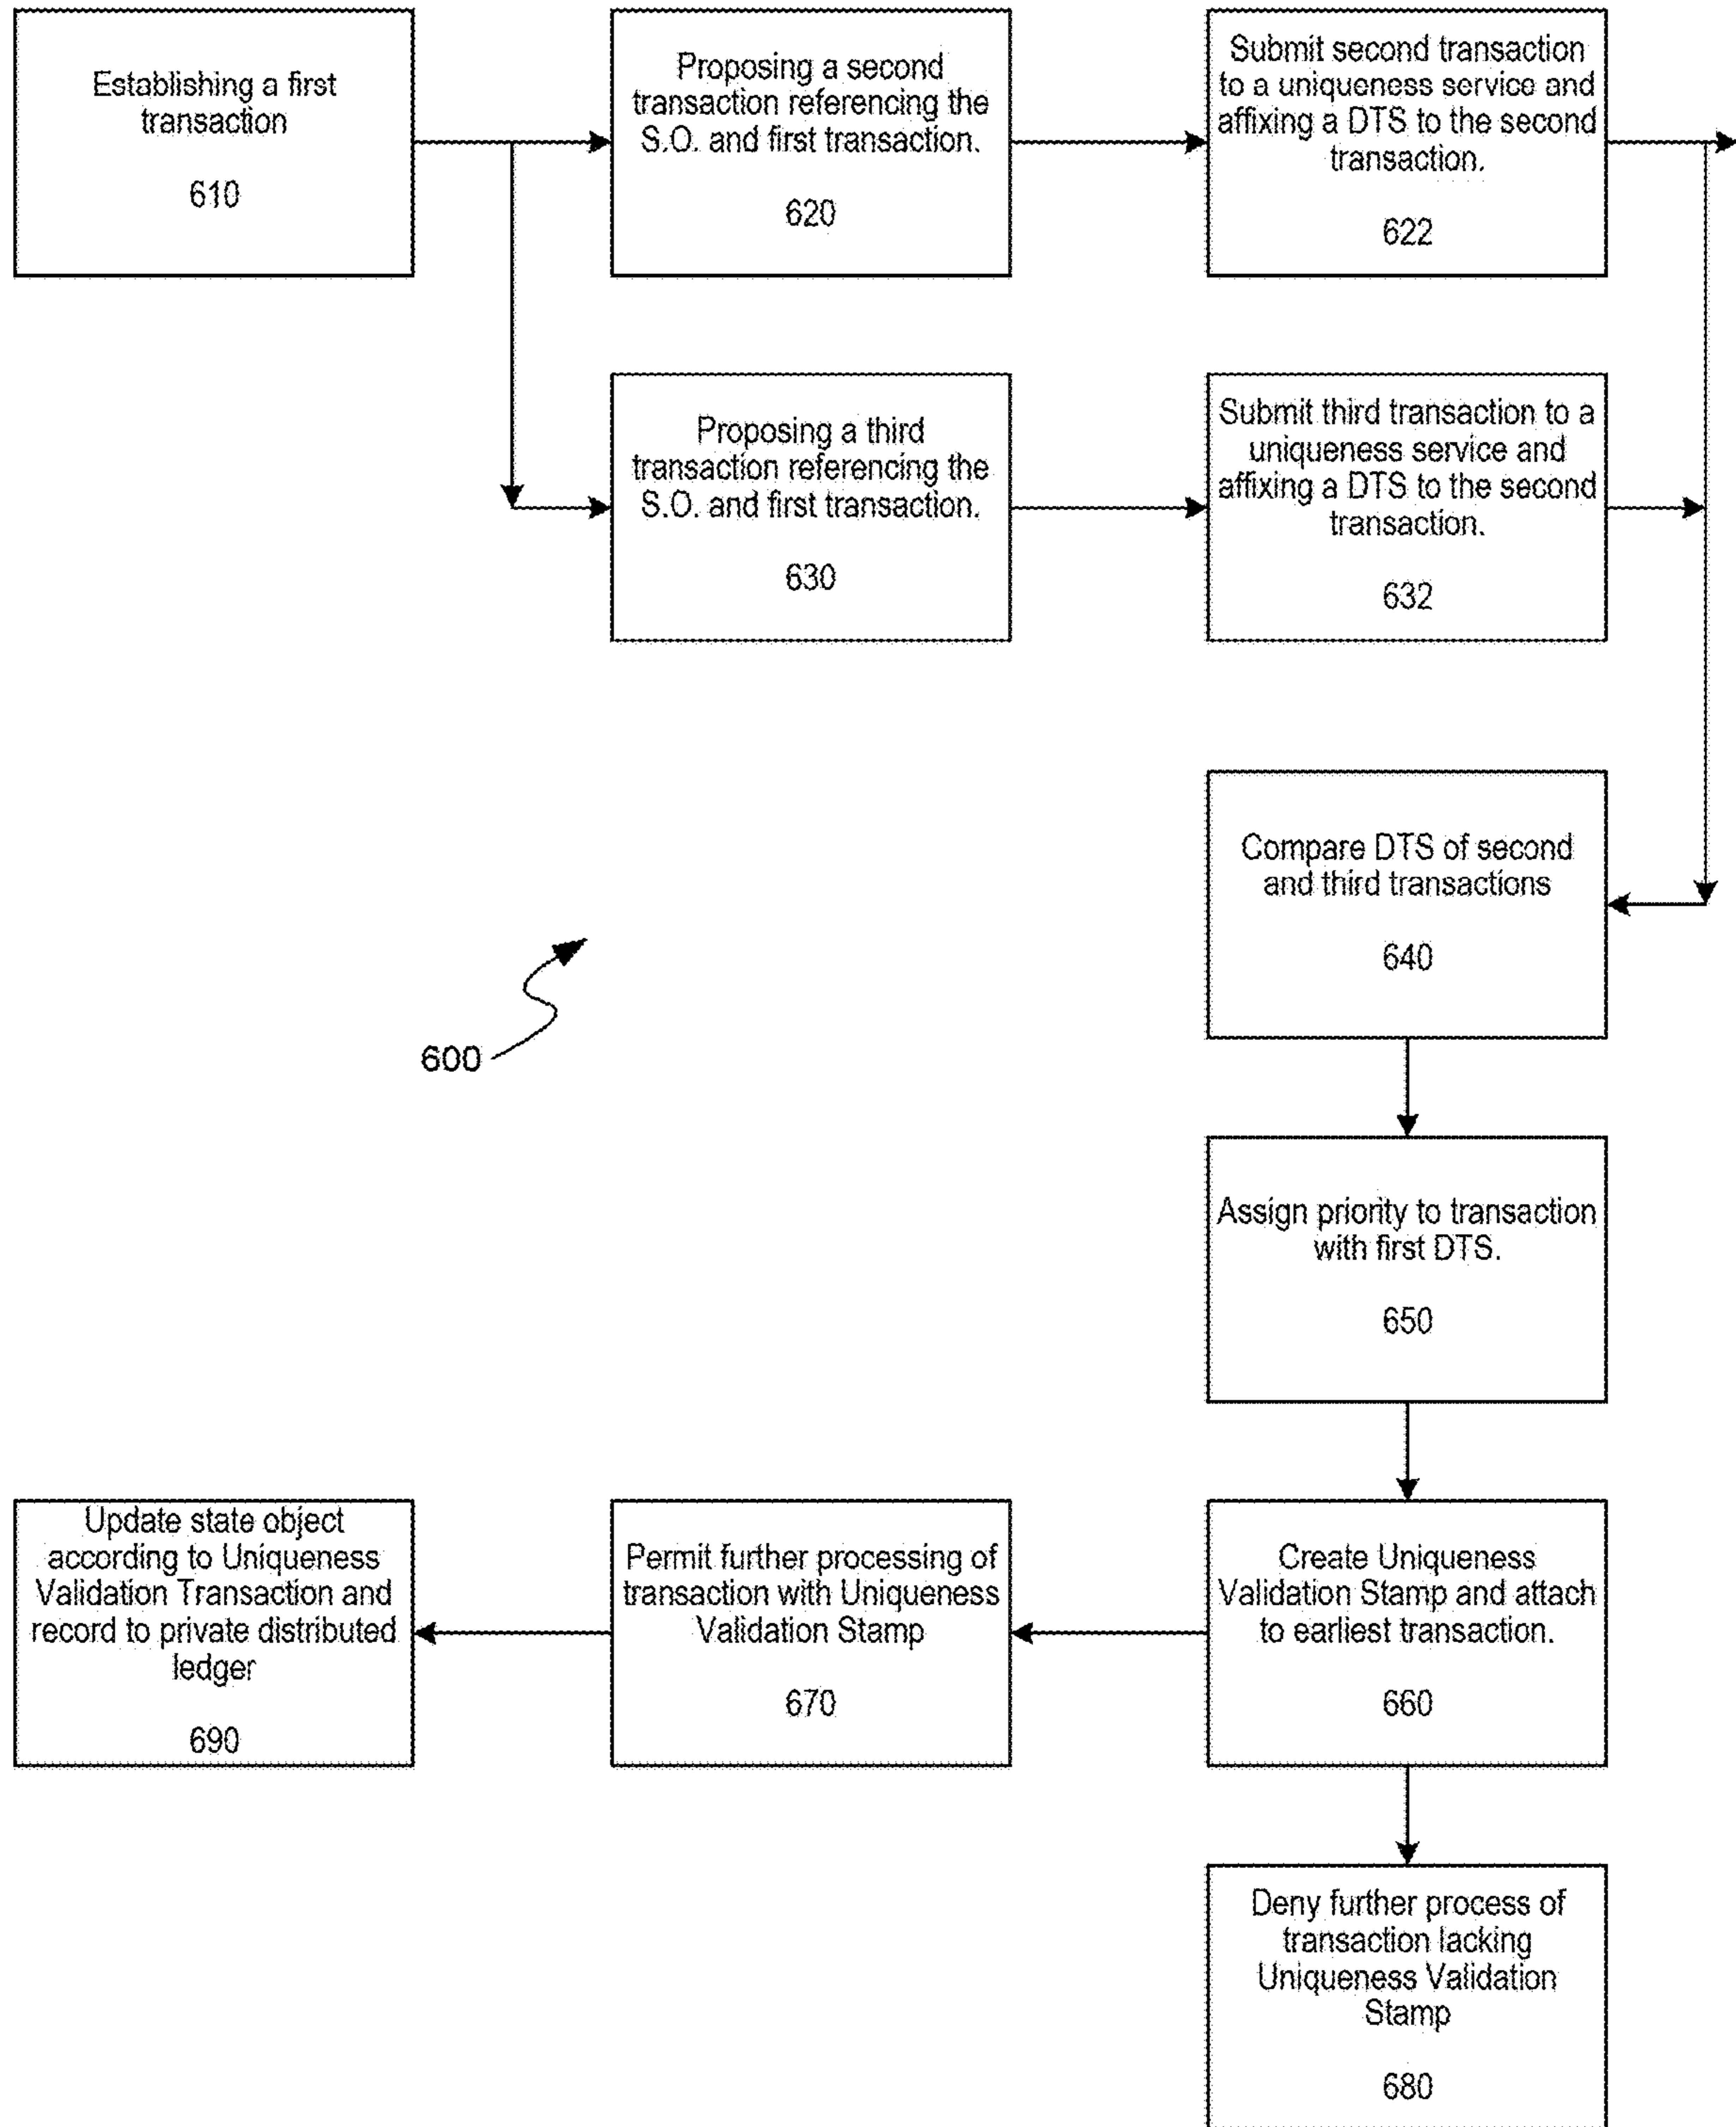 Establishing a first
transaction
610
Proposing a second
transaction referencing the
S.O. and first transaction.
620
Submit second transaction
to a uniqueness service and
affixing a DTS to the second
transaction.
622
Proposing a third
transaction referencing the
S.O. and first transaction.
630
Submit third transaction to a
uniqueness service and
affixing a DTS to the second
transaction.
632
Compare DTS of second
and third transactions
640
600
Assign priority to transaction
with first DTS.
650
Update state object
according to Uniqueness
Validation Transaction and
record to private distributed
ledger
690
Permit further processing of
transaction with Uniqueness
Validation Stamp
670
Create Uniqueness
Validation Stamp and attach
to earliest transaction.
660
Deny further process of
transaction lacking
Uniqueness Validation
Stamp
680